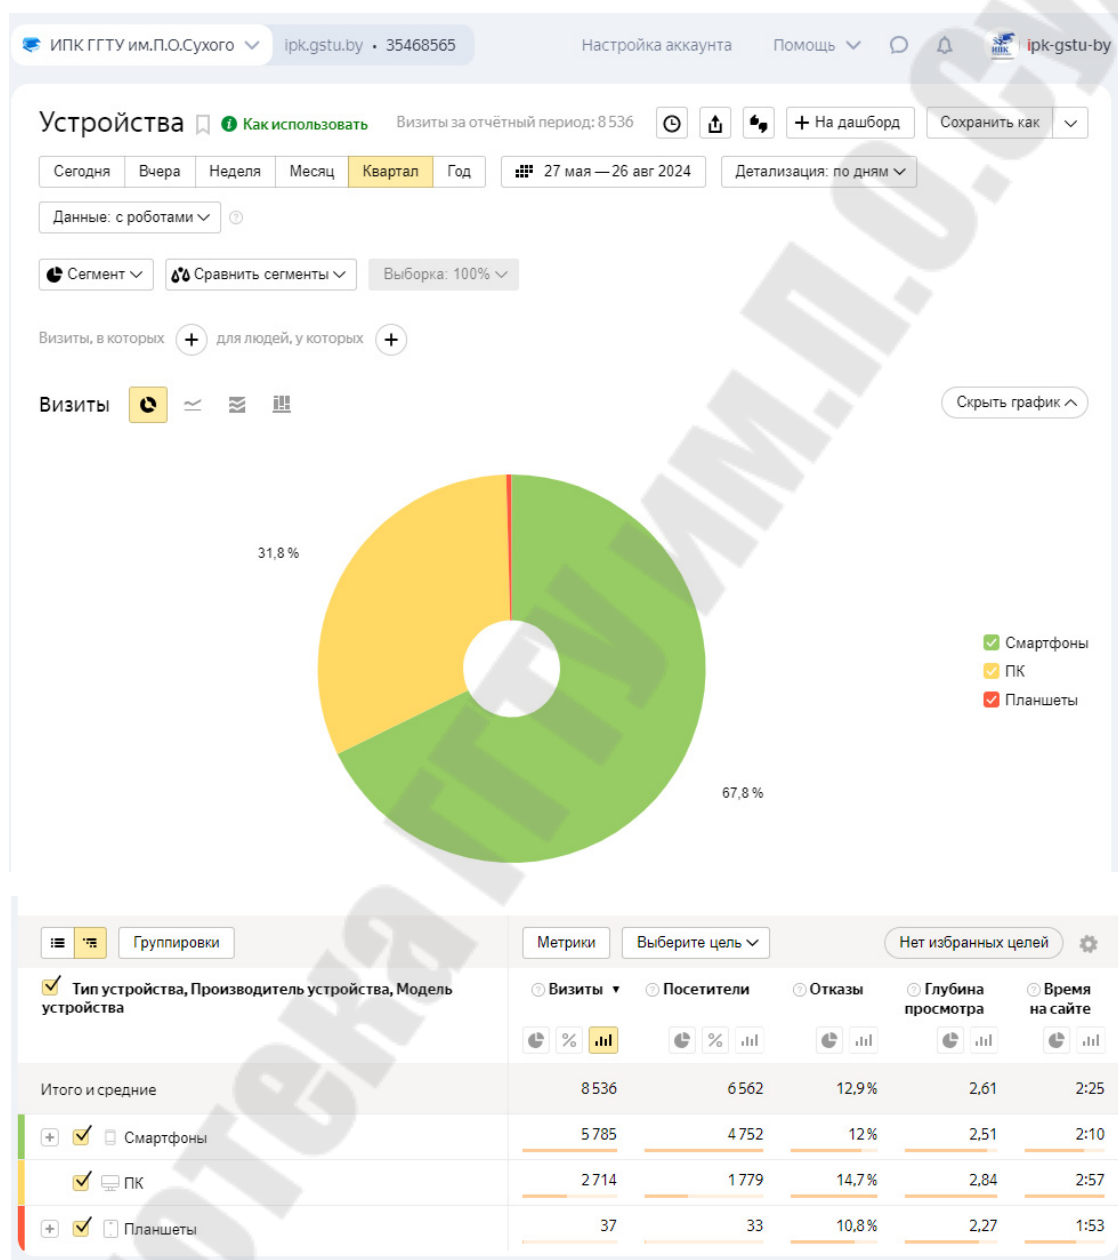 ИПК ГГТУ им.П.О.Сухого ipk.gstu.by • 35468565 Настройка аккаунта Помощь ипк ipk-gstu-by
Устройства Как использовать Визиты за отчётный период: 8 536 + На дашборд Сохранить как
Сегодня Вчера Неделя Месяц Квартал Год 27 мая — 26 авг 2024 Детализация: по дням
Данные: с роботами ?
Сегмент Сравнить сегменты Выборка: 100%
Визиты, в которых + для людей, у которых +
Визиты Скрыть график
31,8 %
Смартфоны
ПК
Планшеты
67,8 %
Группировки Метрики Выберите цель Нет избранных целей
Тип устройства, Производитель устройства, Модель устройства ? Визиты ▼ ? Посетители ? Отказы ? Глубина просмотра ? Время на сайте
% %
Итого и средние 8 536 6 562 12,9 % 2,61 2:25
+ Смартфоны 5 785 4 752 12 % 2,51 2:10
ПК 2 714 1 779 14,7 % 2,84 2:57
+ Планшеты 37 33 10,8 % 2,27 1:53
отека ГГТУ ИМ.П.О.СУ